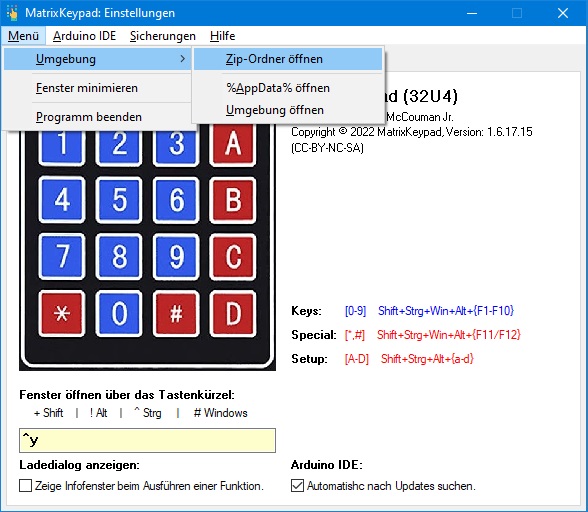 MatrixKeypad: Einstellungen
Menü Arduino IDE Sicherungen Hilfe
Umgebung
Fenster minimieren
Programm beenden
Zip-Ordner öffnen
%AppData% öffnen
Umgebung öffnen
(32U4)
McCouman Jr.
Copyright © 2022 MatrixKeypad, Version: 1.6.17.15
(CC-BY-NC-SA)
1 2 3 A
4 5 6 B
7 8 9 C
* 0 # D
Keys: [0-9] Shift+Strg+Win+Alt+{F1-F10}
Special: [*,#] Shift+Strg+Win+Alt+{F11/F12}
Setup: [A-D] Shift+Strg+Alt+{a-d}
Fenster öffnen über das Tastenkürzel:
+ Shift | ! Alt | ^ Strg | # Windows
^y
Ladedialog anzeigen:
Zeige Infofenster beim Ausführen einer Funktion.
Arduino IDE:
Automatishc nach Updates suchen.